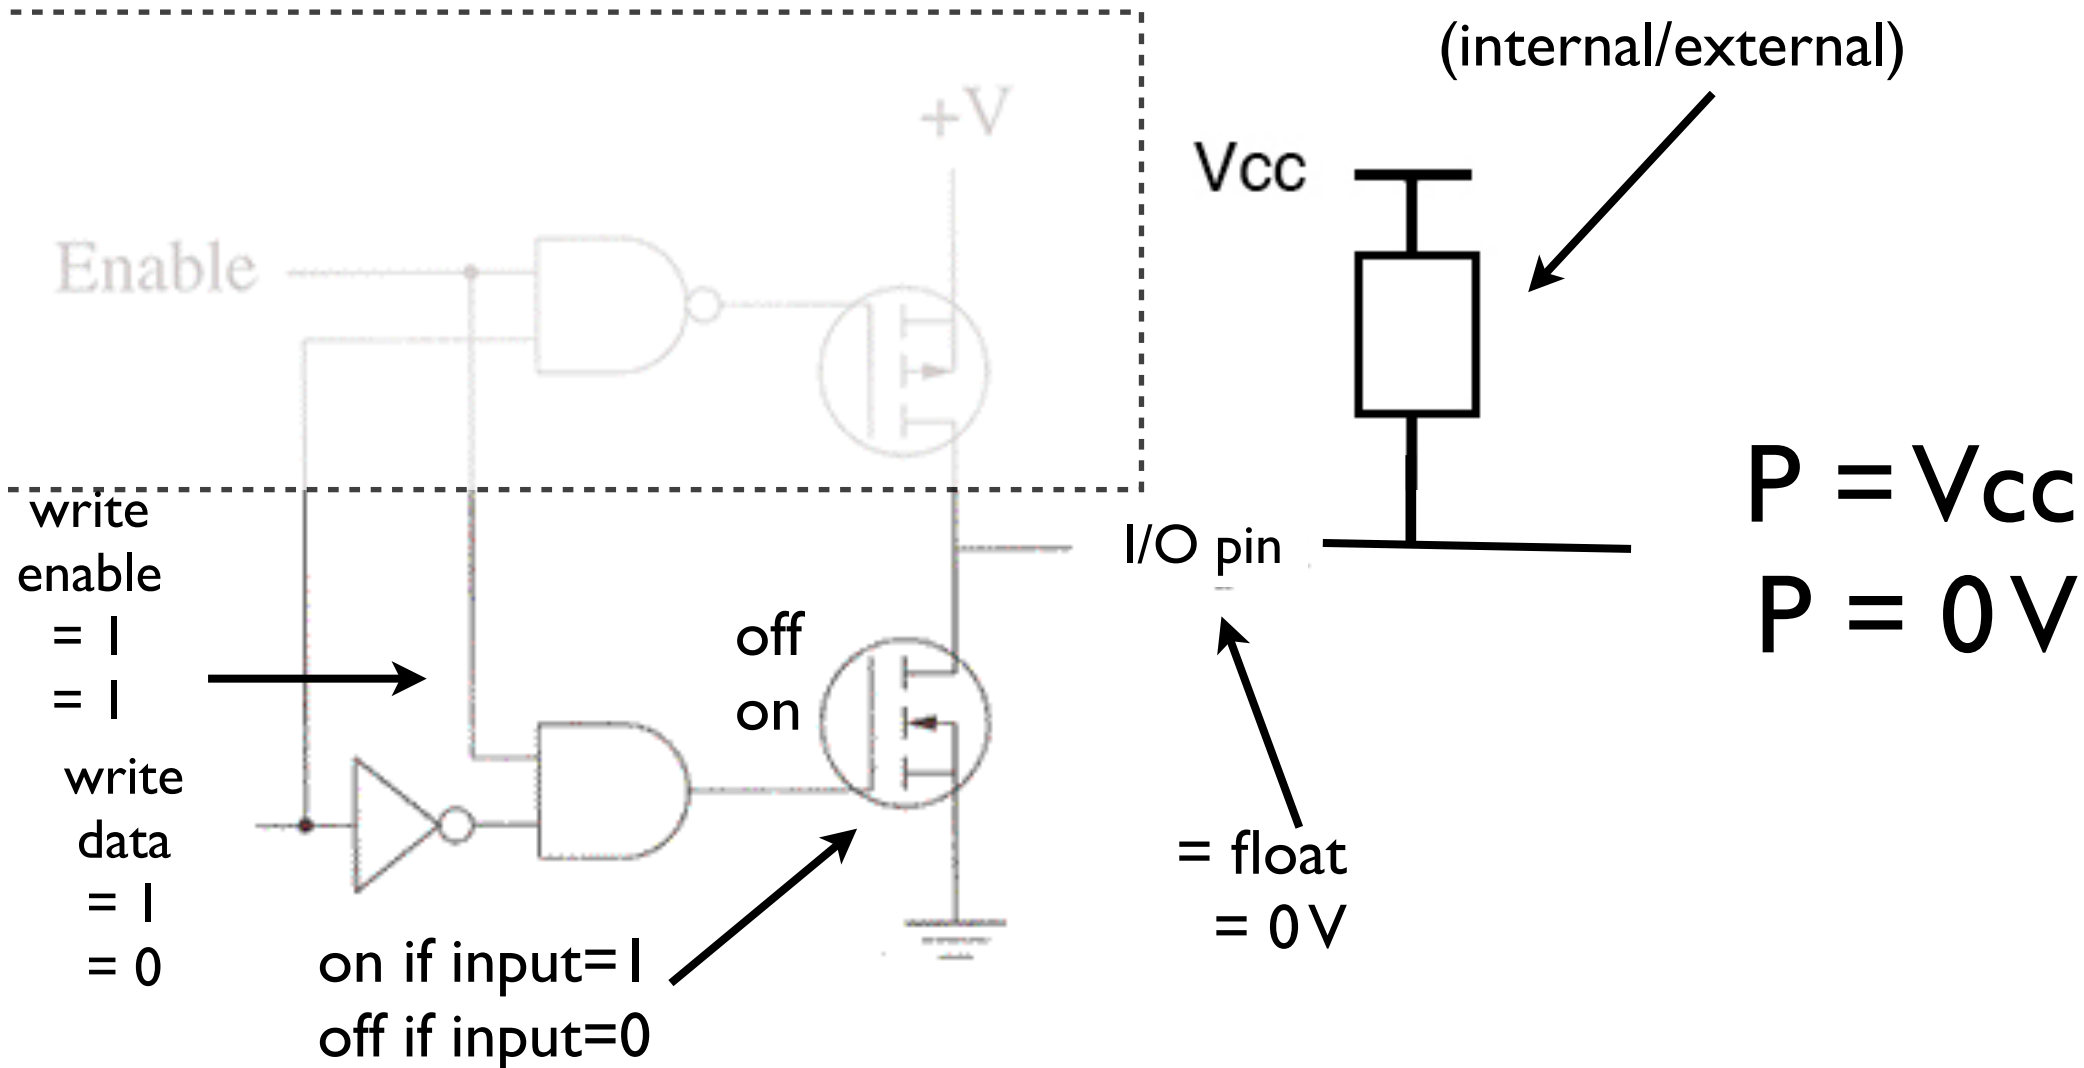 (internal/external)
+V
Vcc
Enable
P = Vcc
write
enable
= 1
= 1
I/O pin
P = 0 V
off
on
write
data
= 1
= 0
= float
= 0 V
on if input=1
off if input=0